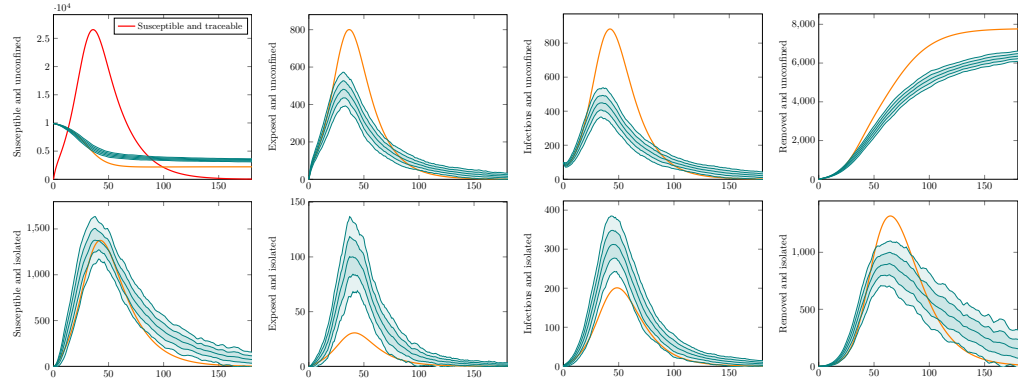 ·10⁴
Susceptible and traceable
Susceptible and unconfined
2.5
2
1.5
1
0.5
0
0 50 100 150
Exposed and unconfined
800
600
400
200
0
0 50 100 150
Infectious and unconfined
1,000
800
600
400
200
0
0 50 100 150
Removed and unconfined
8,000
6,000
4,000
2,000
0
0 50 100 150
Susceptible and isolated
1,500
1,000
500
0
0 50 100 150
Exposed and isolated
150
100
50
0
0 50 100 150
Infectious and isolated
400
300
200
100
0
0 50 100 150
Removed and isolated
1,000
500
0
0 50 100 150